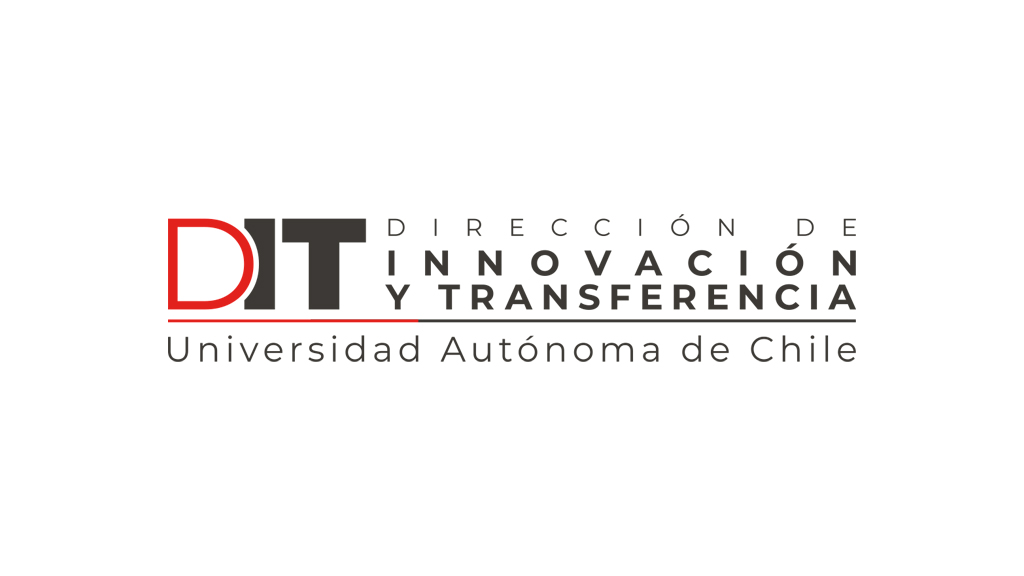 DIT
DIRECCIÓN DE
INNOVACIÓN
Y TRANSFERENCIA
Universidad Autónoma de Chile